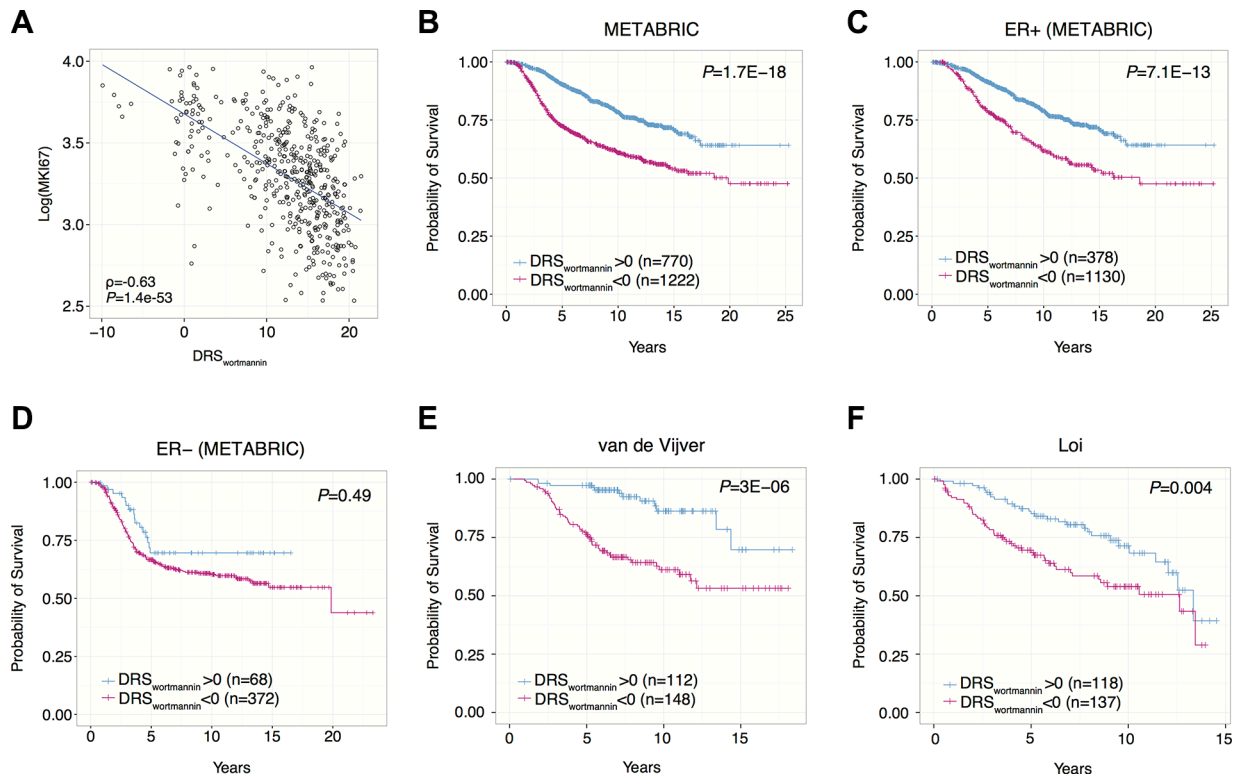 A
4.0
3.5
3.0
2.5
Log(MKI67)
ρ=-0.63
P=1.4e-53
−10
0
10
20
DRSwortmannin
B
METABRIC
P=1.7E−18
1.00
0.75
0.50
0.25
0.00
Probability of Survival
DRSwortmannin>0 (n=770)
DRSwortmannin<0 (n=1222)
0
5
10
15
20
25
Years
C
ER+ (METABRIC)
P=7.1E−13
1.00
0.75
0.50
0.25
0.00
Probability of Survival
DRSwortmannin>0 (n=378)
DRSwortmannin<0 (n=1130)
0
5
10
15
20
25
Years
D
ER− (METABRIC)
P=0.49
1.00
0.75
0.50
0.25
0.00
Probability of Survival
DRSwortmannin>0 (n=68)
DRSwortmannin<0 (n=372)
0
5
10
15
20
Years
E
van de Vijver
P=3E−06
1.00
0.75
0.50
0.25
0.00
Probability of Survival
DRSwortmannin>0 (n=112)
DRSwortmannin<0 (n=148)
0
5
10
15
Years
F
Loi
P=0.004
1.00
0.75
0.50
0.25
0.00
Probability of Survival
DRSwortmannin>0 (n=118)
DRSwortmannin<0 (n=137)
0
5
10
15
Years